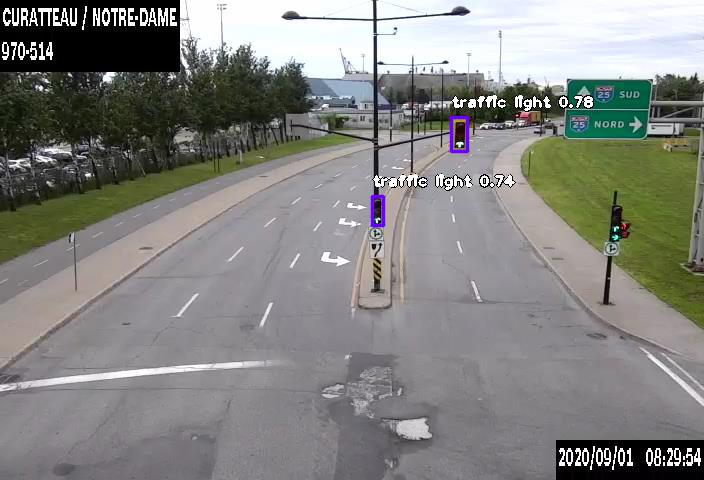 CURATTEAU / NOTRE-DAME
970-514
25 SUD
25 NORD
traffic light 0.78
traffic light 0.74
2020/09/01 08:29:54